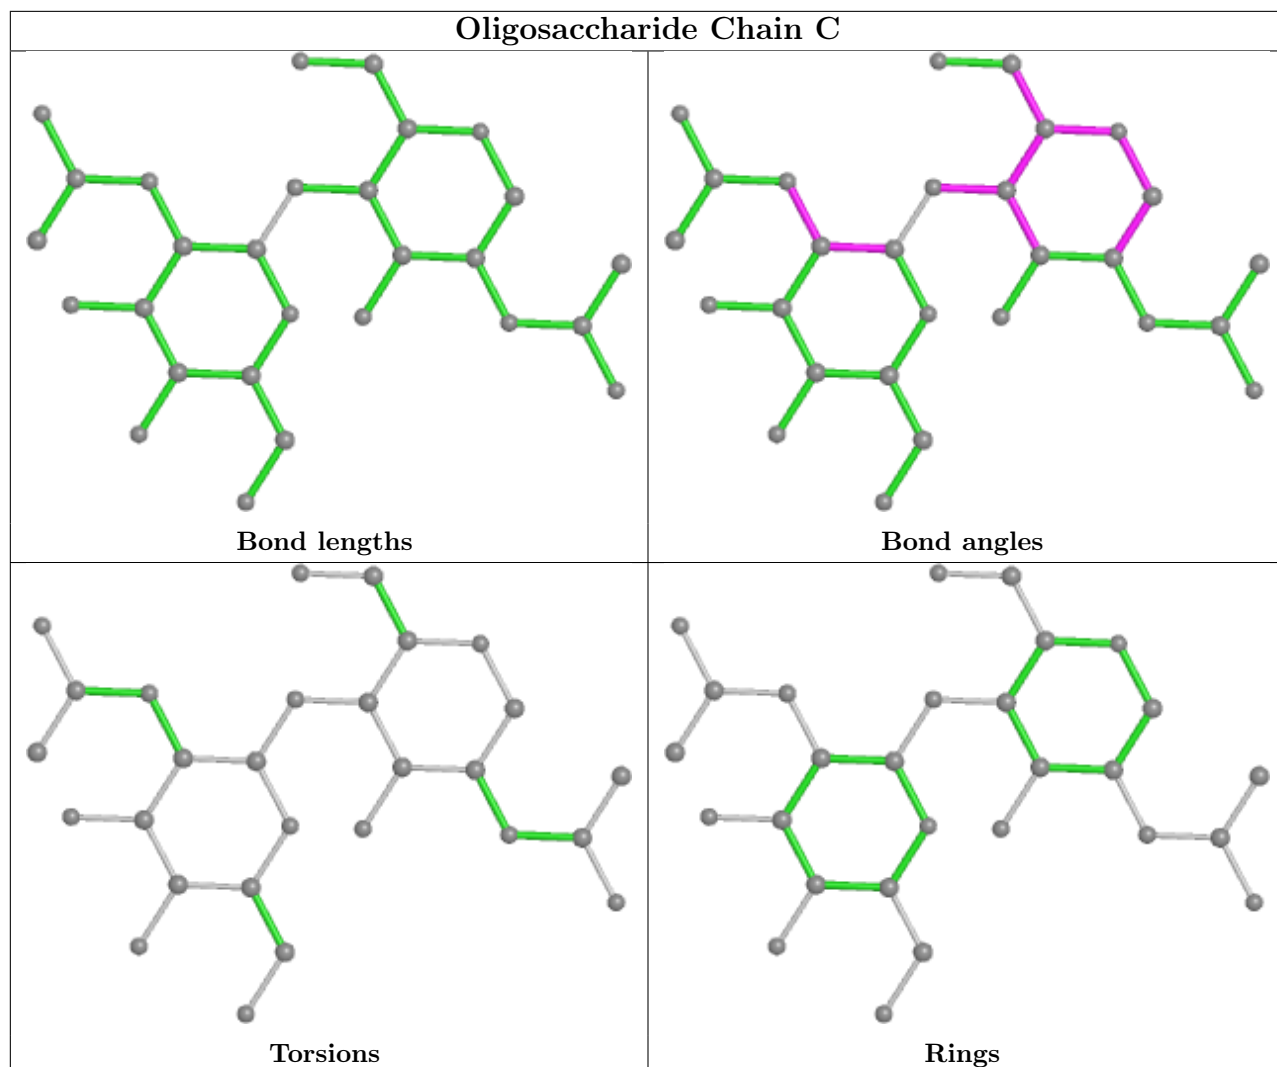 Oligosaccharide Chain C
Bond lengths
Bond angles
Torsions
Rings